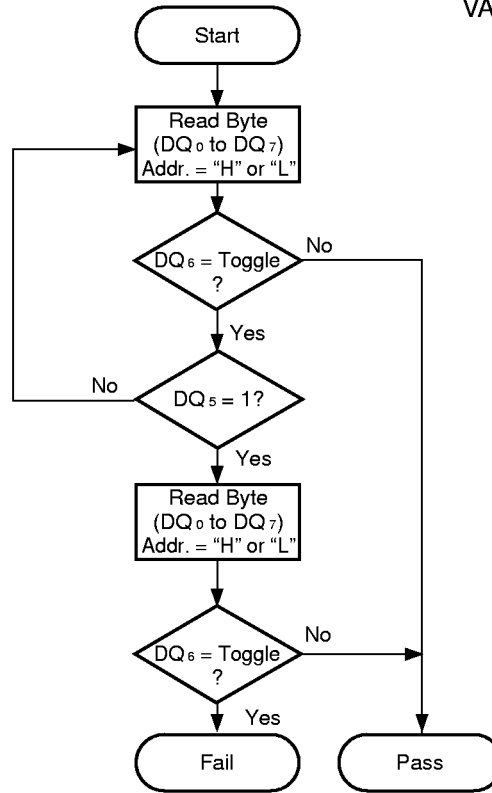 VA
Start
Read Byte
(DQ0 to DQ7)
Addr. = “H” or “L”
No
DQ6 = Toggle
?
Yes
No
DQ5 = 1?
Yes
Read Byte
(DQ0 to DQ7)
Addr. = “H” or “L”
No
DQ6 = Toggle
?
Yes
Fail
Pass